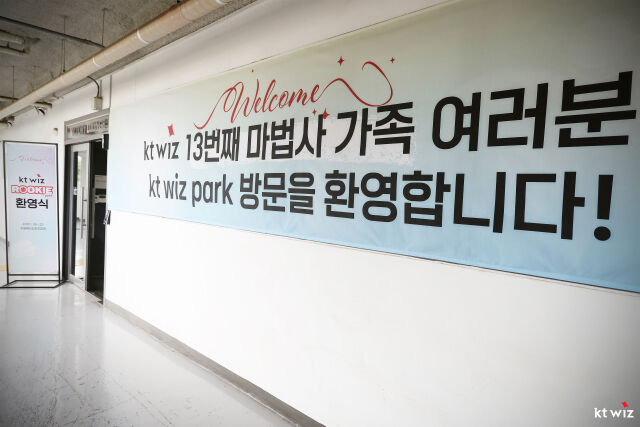 Welcome
kt wiz 13번째 마법사 가족 여러분
kt wiz park 방문을 환영합니다!
kt wiz
ROOKIE
환영식
kt wiz